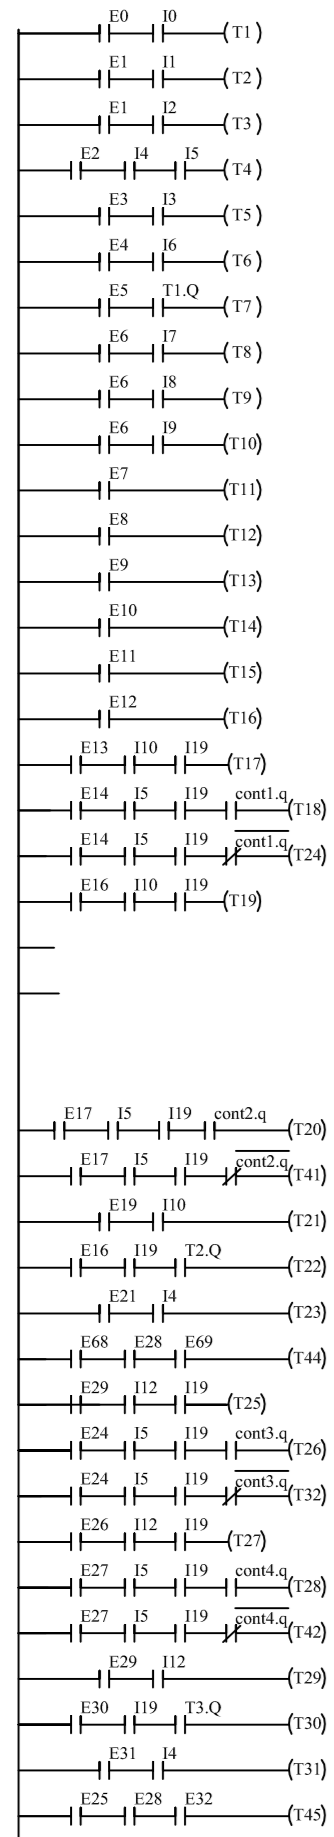 E0 I0 (T1)
E1 I1 (T2)
E1 I2 (T3)
E2 I4 I5 (T4)
E3 I3 (T5)
E4 I6 (T6)
E5 T1.Q (T7)
E6 I7 (T8)
E6 I8 (T9)
E6 I9 (T10)
E7 (T11)
E8 (T12)
E9 (T13)
E10 (T14)
E11 (T15)
E12 (T16)
E13 I10 I19 (T17)
E14 I5 I19 cont1.q (T18)
E14 I5 I19 cont1.q (T24)
E16 I10 I19 (T19)
E17 I5 I19 cont2.q (T20)
E17 I5 I19 cont2.q (T41)
E19 I10 (T21)
E16 I19 T2.Q (T22)
E21 I4 (T23)
E68 E28 E69 (T44)
E29 I12 I19 (T25)
E24 I5 I19 cont3.q (T26)
E24 I5 I19 cont3.q (T32)
E26 I12 I19 (T27)
E27 I5 I19 cont4.q (T28)
E27 I5 I19 cont4.q (T42)
E29 I12 (T29)
E30 I19 T3.Q (T30)
E31 I4 (T31)
E25 E28 E32 (T45)